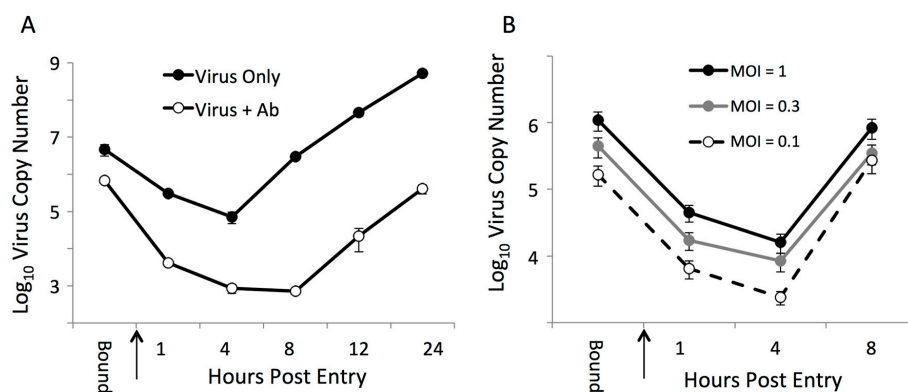 A
Log10 Virus Copy Number
9
7
5
3
Virus Only
Virus + Ab
Bound
1
4
8
12
24
Hours Post Entry
B
Log10 Virus Copy Number
6
5
4
MOI = 1
MOI = 0.3
MOI = 0.1
Bound
1
4
8
Hours Post Entry